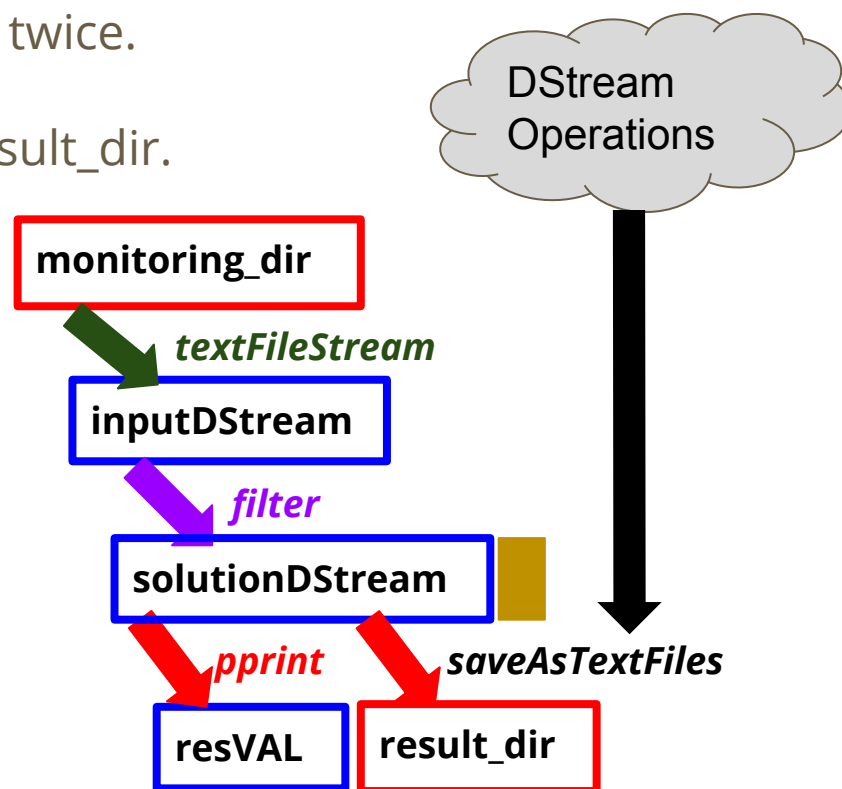 twice.
sult_dir.
DStream
Operations
monitoring_dir
textFileStream
inputDStream
filter
solutionDStream
pprint
saveAsTextFiles
resVAL
result_dir